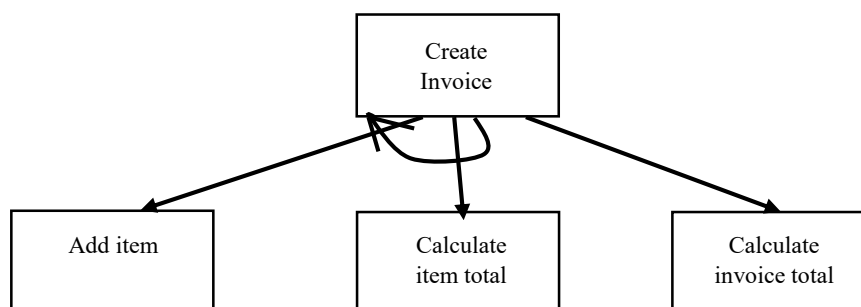 Create
Invoice
Add item
Calculate
item total
Calculate
invoice total